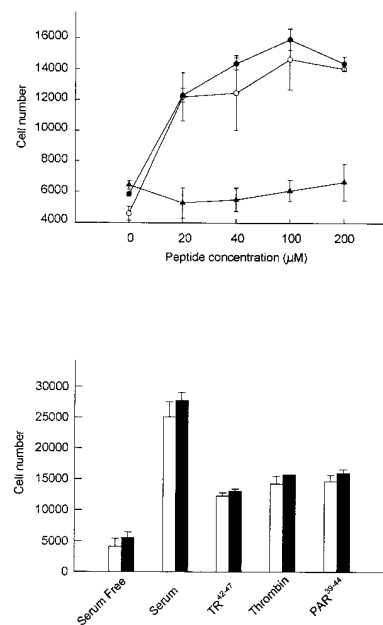 16000
14000
12000
10000
8000
6000
4000
Cell number
0 20 40 100 200
Peptide concentration (µM)
30000
25000
20000
15000
10000
5000
0
Cell number
Serum Free
Serum
TR42-47
Thrombin
PAR39-44